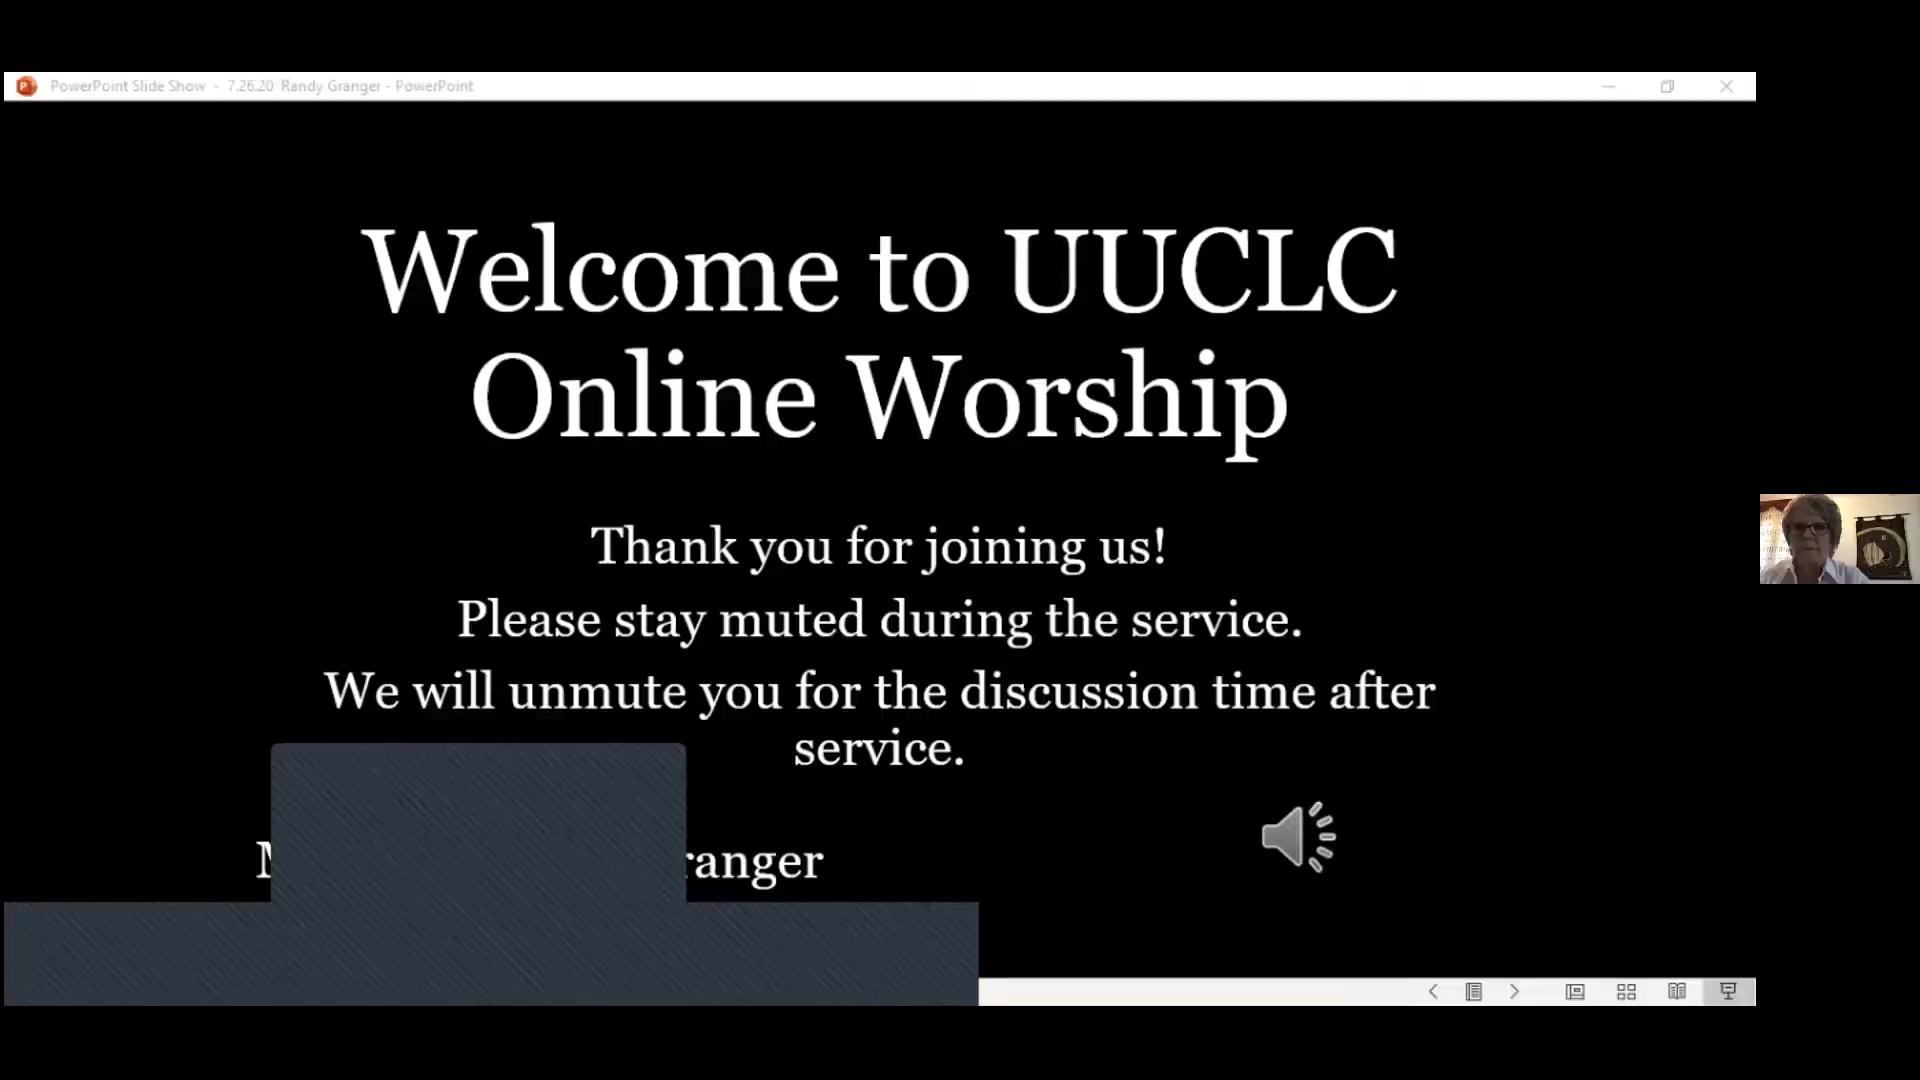 PowerPoint Slide Show - 7.26.20 Randy Granger - PowerPoint
Welcome to UUCLC
Online Worship
Thank you for joining us!
Please stay muted during the service.
We will unmute you for the discussion time after
service.
ranger